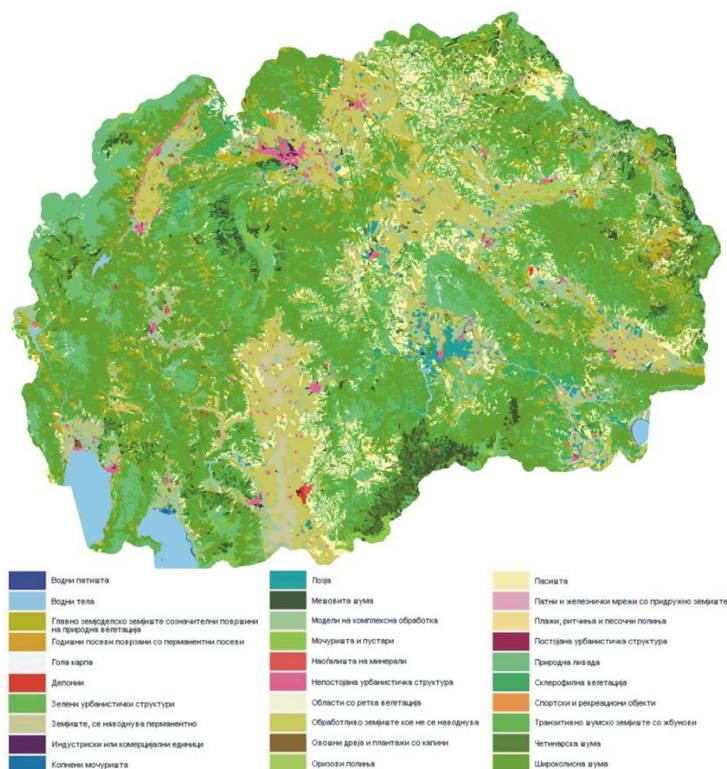 Водни патишта
Водни тела
Главно земјоделско земјиште созначителни површини
на природна вегетација
Годишни посеви поврзани со перманентни посеви
Гола карпа
Депонии
Зелени урбанистички структури
Земјиште, се наводнува перманентно
Индустриски или комерцијални единици
Копнени мочуришта
Лозја
Мешовита шума
Модели на комплексна обработка
Мочуришта и пустари
Наоѓалишта на минерали
Непостојана урбанистичка структура
Области со ретка вегетација
Обработливо земјиште кое не се наводнува
Овошни дрвја и плантажи со капини
Оризови полиња
Пасишта
Патни и железнички мрежи со придружно земјиште
Плажи, ритчиња и песочни полиња
Постојана урбанистичка структура
Природна ливада
Склерофилна вегетација
Спортски и рекреациони објекти
Транзитивно шумско земјиште со жбунови
Четинарска шума
Широколисна шума